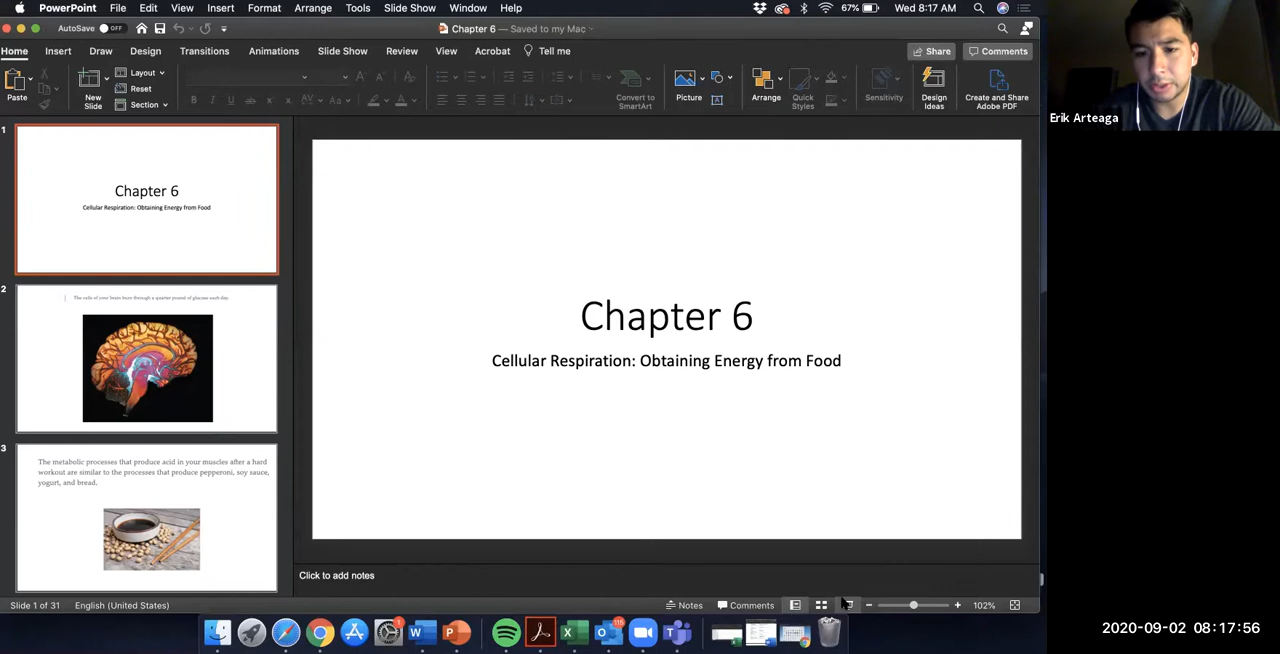 PowerPoint File Edit View Insert Format Arrange Tools Slide Show Window Help 67% Wed 8:17 AM
AutoSave OFF Chapter 6 — Saved to my Mac
Home Insert Draw Design Transitions Animations Slide Show Review View Acrobat Tell me Share Comments
Paste New Slide Layout Reset Section Convert to SmartArt Picture Arrange Quick Styles Sensitivity Design Ideas Create and Share Adobe PDF
Erik Arteaga
1
Chapter 6
Cellular Respiration: Obtaining Energy from Food
2
The cells of your brain burn through a quarter pound of glucose each day.
3
The metabolic processes that produce acid in your muscles after a hard
workout are similar to the processes that produce pepperoni, soy sauce,
yogurt, and bread.
Chapter 6
Cellular Respiration: Obtaining Energy from Food
Click to add notes
Slide 1 of 31 English (United States) Notes Comments 102%
2020-09-02 08:17:56